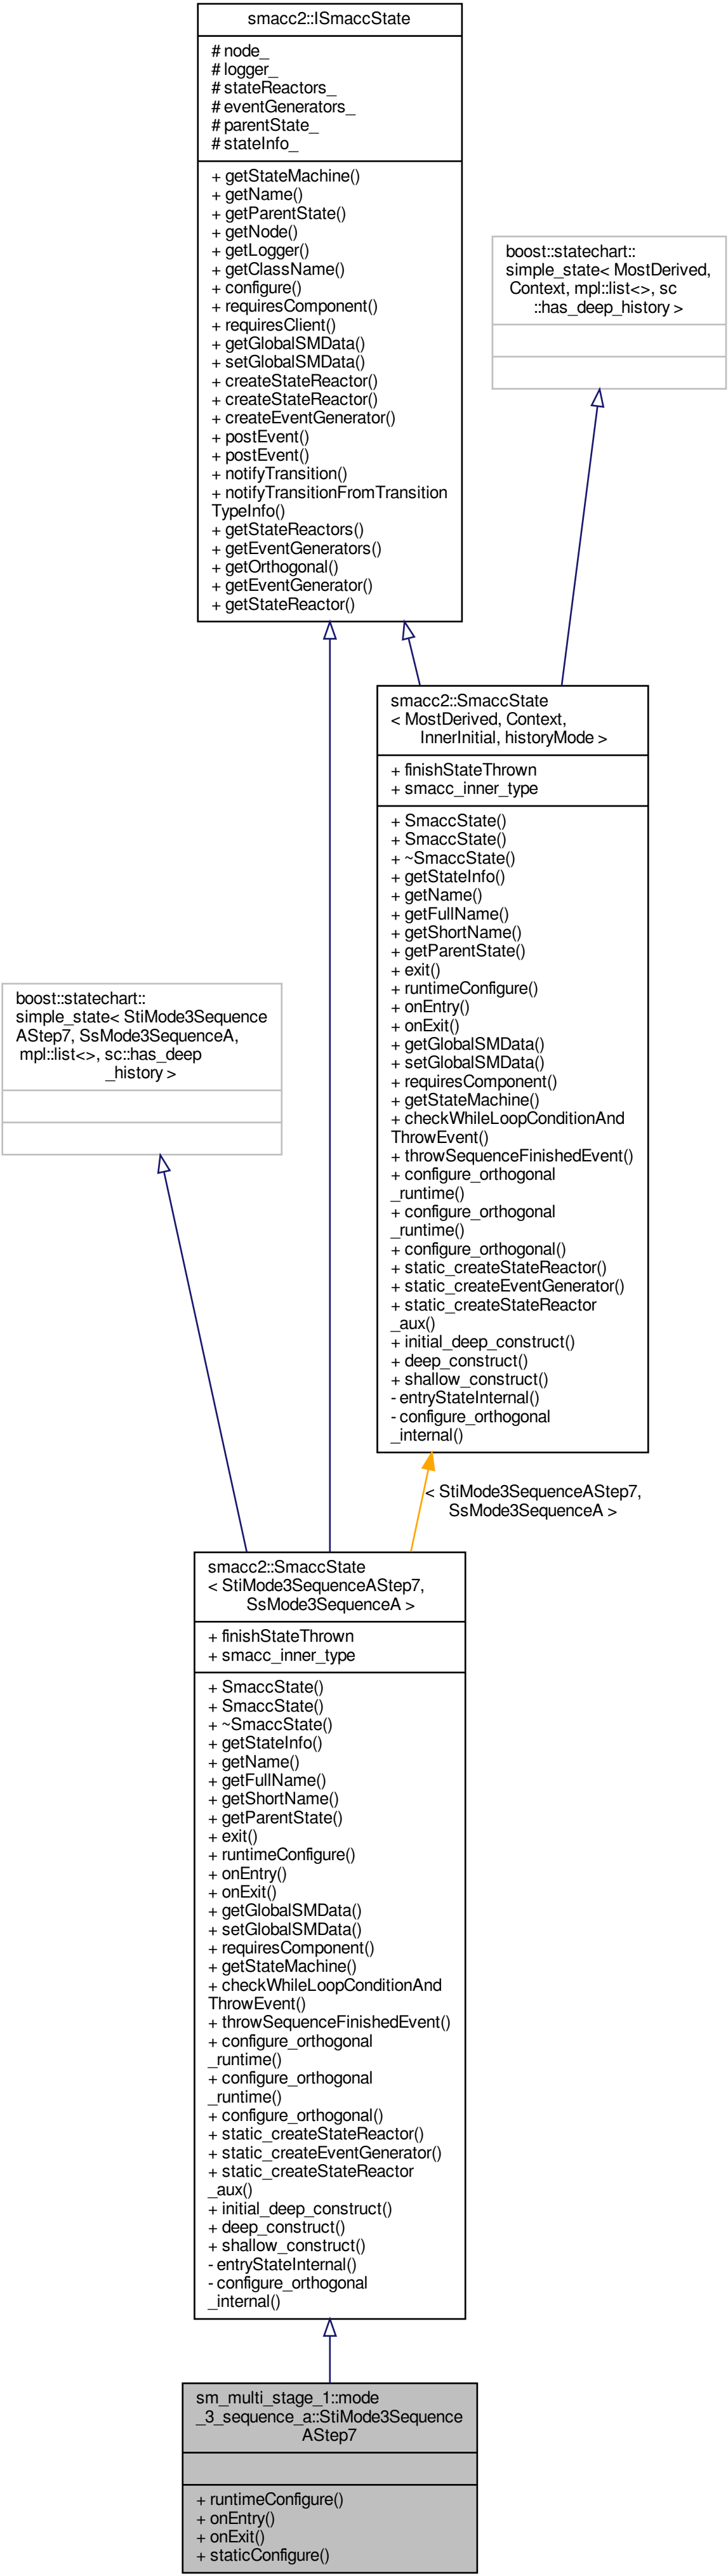 smacc2::ISmaccState
# node_
# logger_
# stateReactors_
# eventGenerators_
# parentState_
# stateInfo_
+ getStateMachine()
+ getName()
+ getParentState()
+ getNode()
+ getLogger()
+ getClassName()
+ configure()
+ requiresComponent()
+ requiresClient()
+ getGlobalSMData()
+ setGlobalSMData()
+ createStateReactor()
+ createStateReactor()
+ createEventGenerator()
+ postEvent()
+ postEvent()
+ notifyTransition()
+ notifyTransitionFromTransition
TypeInfo()
+ getStateReactors()
+ getEventGenerators()
+ getOrthogonal()
+ getEventGenerator()
+ getStateReactor()
boost::statechart::
simple_state< MostDerived,
Context, mpl::list<>, sc
::has_deep_history >
smacc2::SmaccState
< MostDerived, Context,
InnerInitial, historyMode >
+ finishStateThrown
+ smacc_inner_type
+ SmaccState()
+ SmaccState()
+ ~SmaccState()
+ getStateInfo()
+ getName()
+ getFullName()
+ getShortName()
+ getParentState()
+ exit()
+ runtimeConfigure()
+ onEntry()
+ onExit()
+ getGlobalSMData()
+ setGlobalSMData()
+ requiresComponent()
+ getStateMachine()
+ checkWhileLoopConditionAnd
ThrowEvent()
+ throwSequenceFinishedEvent()
+ configure_orthogonal
_runtime()
+ configure_orthogonal
_runtime()
+ configure_orthogonal()
+ static_createStateReactor()
+ static_createEventGenerator()
+ static_createStateReactor
_aux()
+ initial_deep_construct()
+ deep_construct()
+ shallow_construct()
- entryStateInternal()
- configure_orthogonal
_internal()
boost::statechart::
simple_state< StiMode3Sequence
AStep7, SsMode3SequenceA,
mpl::list<>, sc::has_deep
_history >
< StiMode3SequenceAStep7,
SsMode3SequenceA >
smacc2::SmaccState
< StiMode3SequenceAStep7,
SsMode3SequenceA >
+ finishStateThrown
+ smacc_inner_type
+ SmaccState()
+ SmaccState()
+ ~SmaccState()
+ getStateInfo()
+ getName()
+ getFullName()
+ getShortName()
+ getParentState()
+ exit()
+ runtimeConfigure()
+ onEntry()
+ onExit()
+ getGlobalSMData()
+ setGlobalSMData()
+ requiresComponent()
+ getStateMachine()
+ checkWhileLoopConditionAnd
ThrowEvent()
+ throwSequenceFinishedEvent()
+ configure_orthogonal
_runtime()
+ configure_orthogonal
_runtime()
+ configure_orthogonal()
+ static_createStateReactor()
+ static_createEventGenerator()
+ static_createStateReactor
_aux()
+ initial_deep_construct()
+ deep_construct()
+ shallow_construct()
- entryStateInternal()
- configure_orthogonal
_internal()
sm_multi_stage_1::mode
_3_sequence_a::StiMode3Sequence
AStep7
+ runtimeConfigure()
+ onEntry()
+ onExit()
+ staticConfigure()